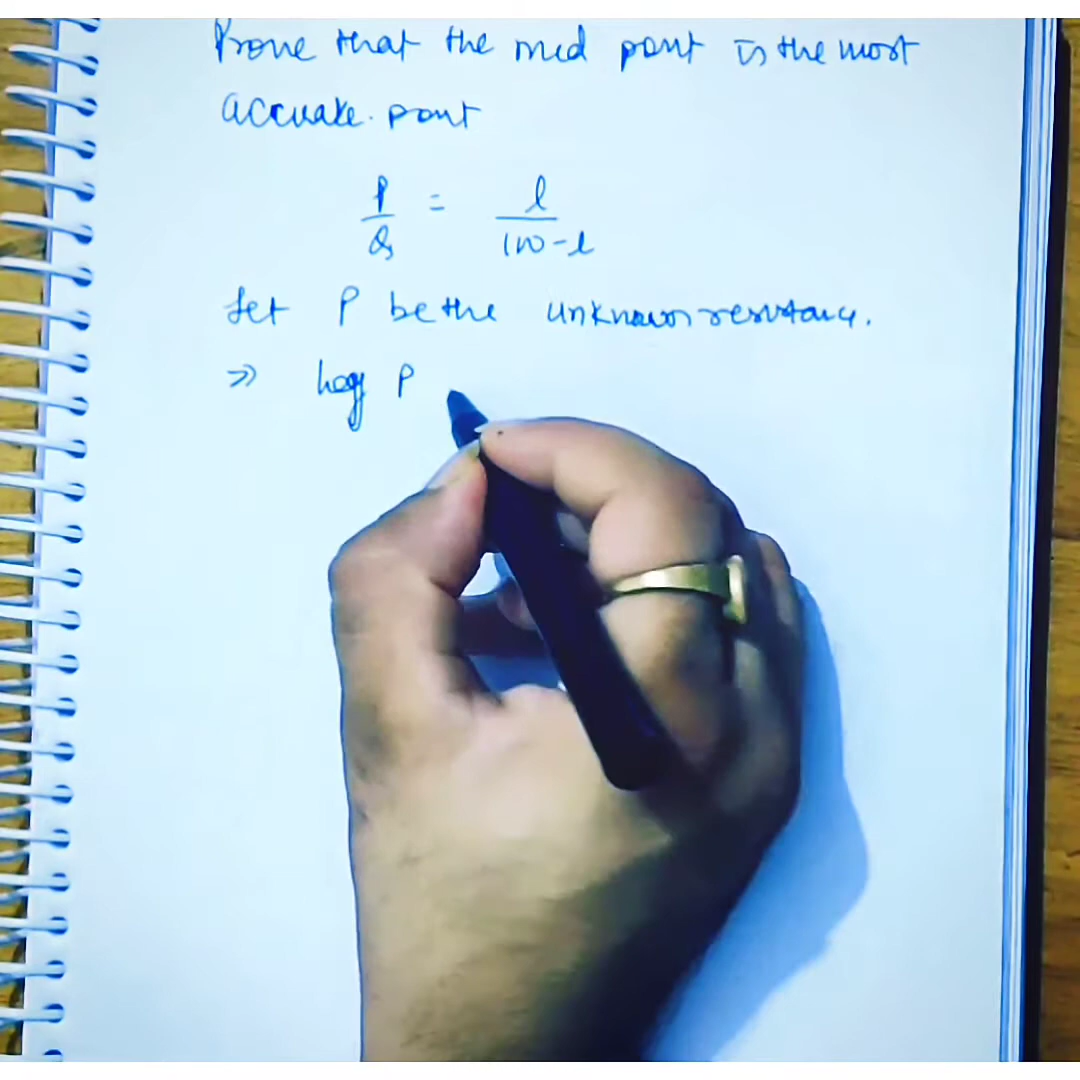 Prove that the mid point is the most
accurate point
P/Q = l/100-l
Let P be the unknown resistance.
⇒ log P